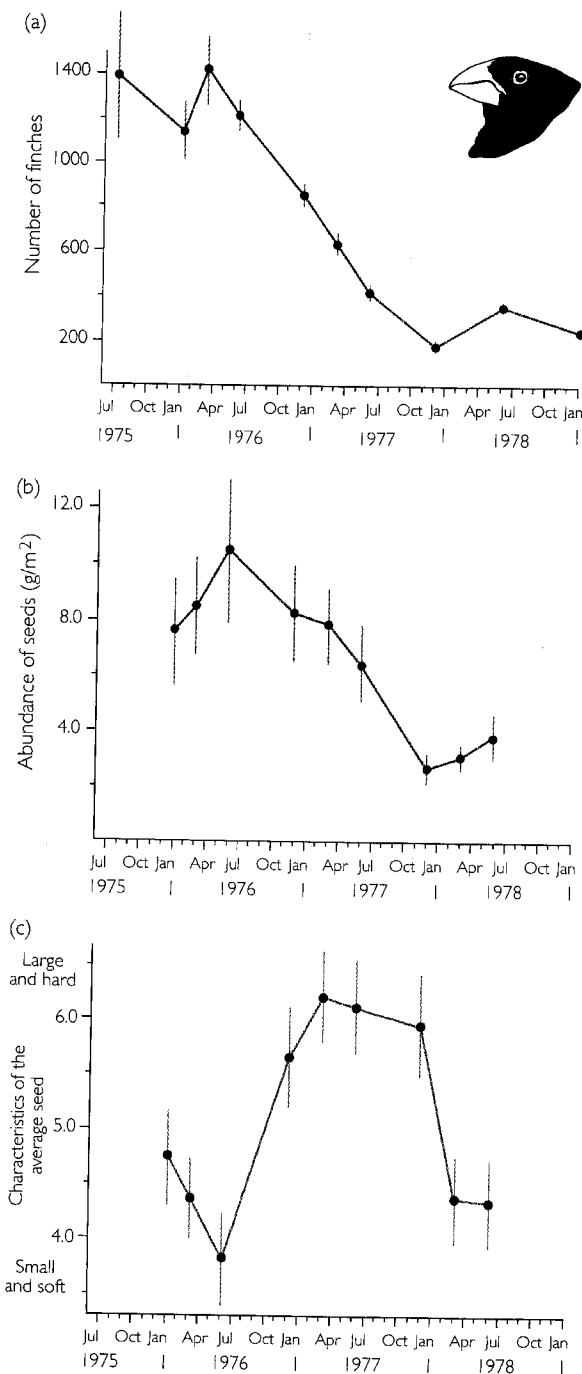 (a)
1400
1000
600
200
Number of finches
Jul Oct Jan Apr Jul Oct Jan Apr Jul Oct Jan Apr Jul Oct Jan
1975 | 1976 | 1977 | 1978 |
(b)
12.0
8.0
4.0
Abundance of seeds (g/m²)
Jul Oct Jan Apr Jul Oct Jan Apr Jul Oct Jan Apr Jul Oct Jan
1975 | 1976 | 1977 | 1978 |
(c)
Large
and hard
6.0
5.0
4.0
Characteristics of the
average seed
Small
and soft
Jul Oct Jan Apr Jul Oct Jan Apr Jul Oct Jan Apr Jul Oct Jan
1975 | 1976 | 1977 | 1978 |